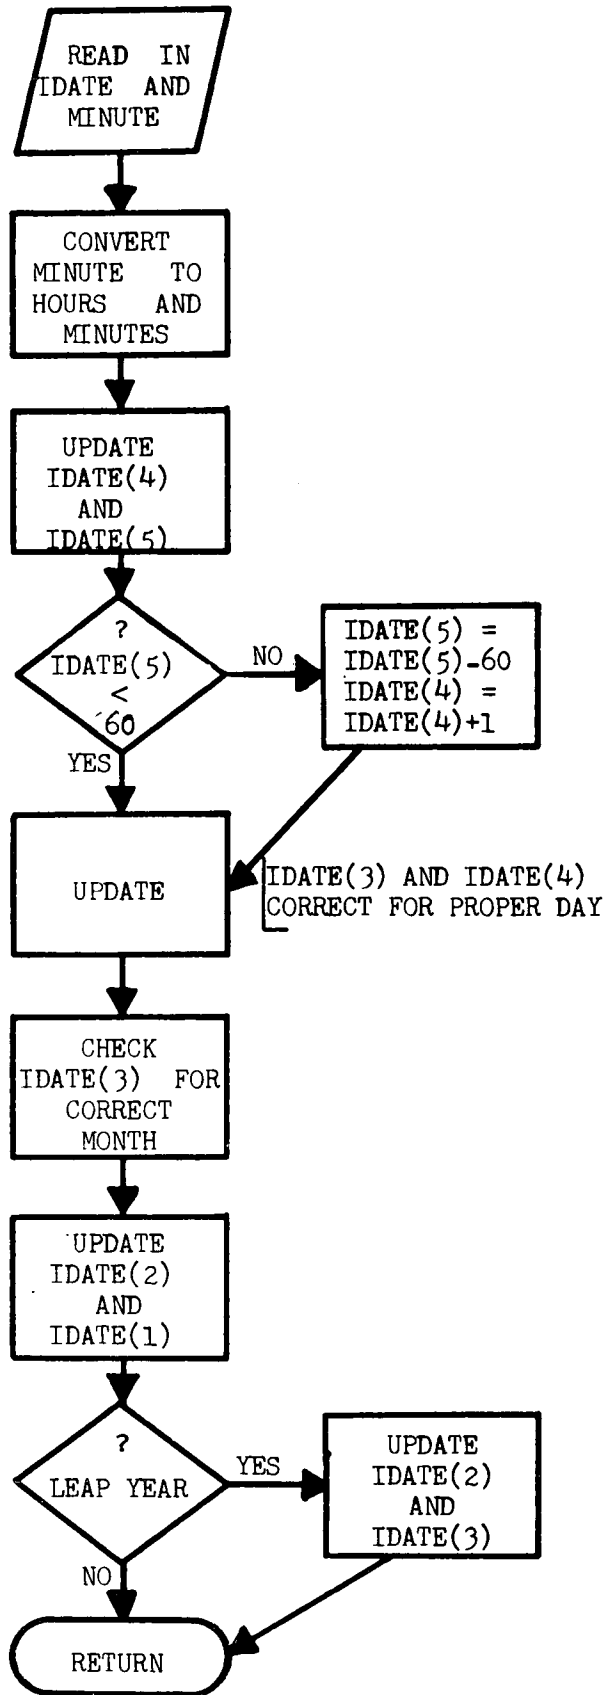 READ IN
IDATE AND
MINUTE
CONVERT
MINUTE TO
HOURS AND
MINUTES
UPDATE
IDATE(4)
AND
IDATE(5)
?
IDATE(5)
<
60
NO
IDATE(5) =
IDATE(5)-60
IDATE(4) =
IDATE(4)+1
YES
UPDATE
IDATE(3) AND IDATE(4)
CORRECT FOR PROPER DAY
CHECK
IDATE(3) FOR
CORRECT
MONTH
UPDATE
IDATE(2)
AND
IDATE(1)
?
LEAP YEAR
YES
UPDATE
IDATE(2)
AND
IDATE(3)
NO
RETURN